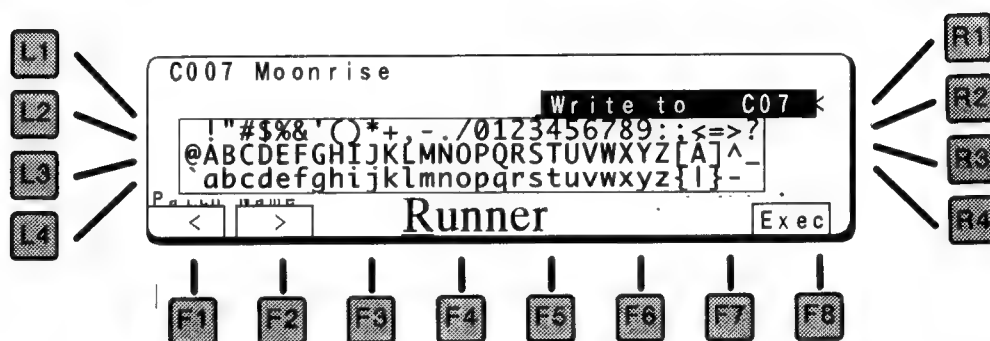 L1
L2
L3
L4
C007 Moonrise
Write to C07 <
!"#$%&'()*+,-./0123456789:;<=>?
@ABCDEFGHIJKLMNOPQRSTUVWXYZ[Á]^_
`abcdefghijklmnopqrstuvwxyz{|}-
< > Runner Exec
R1
R2
R3
R4
F1 F2 F3 F4 F5 F6 F7 F8